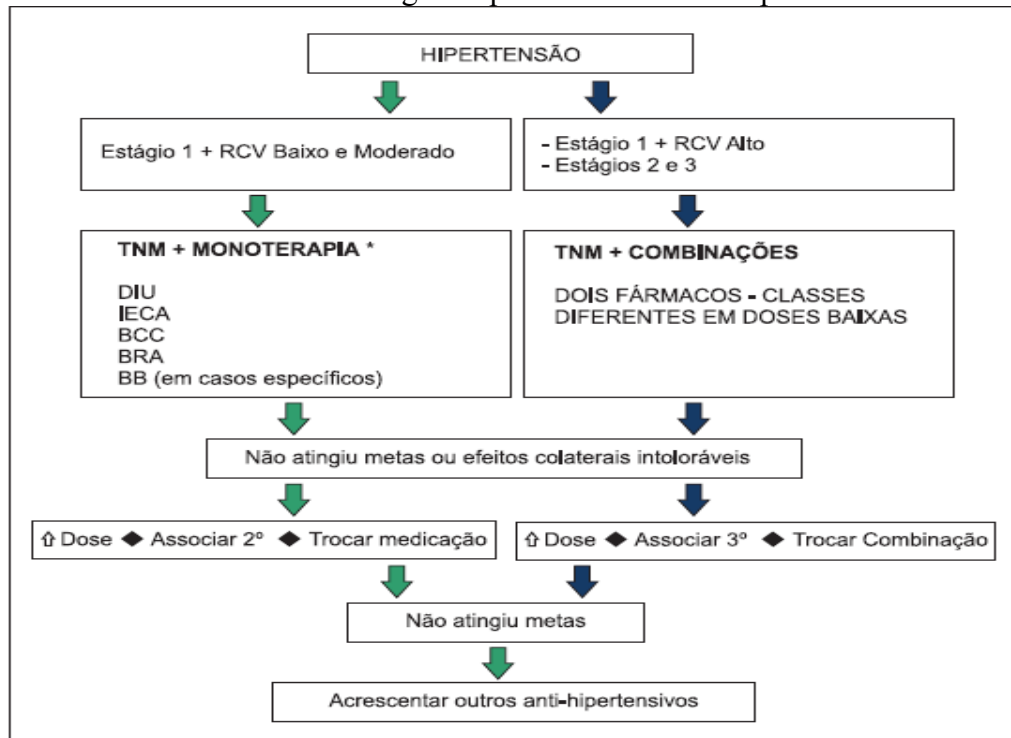 HIPERTENSÃO
Estágio 1 + RCV Baixo e Moderado
- Estágio 1 + RCV Alto
- Estágios 2 e 3
TNM + MONOTERAPIA *
DIU
IECA
BCC
BRA
BB (em casos específicos)
TNM + COMBINAÇÕES
DOIS FÁRMACOS - CLASSES
DIFERENTES EM DOSES BAIXAS
Não atingiu metas ou efeitos colaterais intoloráveis
⇧ Dose ◆ Associar 2º ◆ Trocar medicação
⇧ Dose ◆ Associar 3º ◆ Trocar Combinação
Não atingiu metas
Acrescentar outros anti-hipertensivos